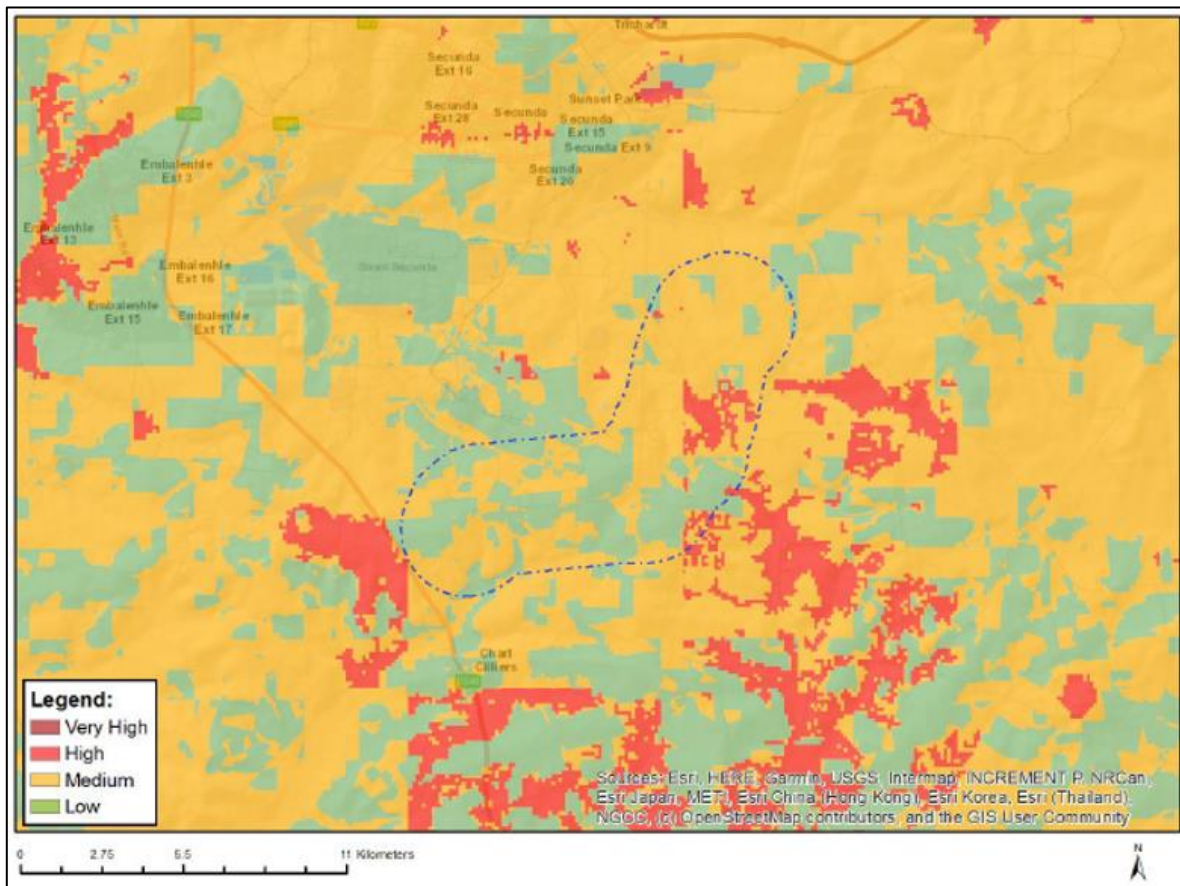 Trichardt
Secunda
Ext 16
Sunset Park
Secunda
Ext 28
Secunda
Secunda
Ext 15
Secunda Ext 9
Secunda
Ext 20
Embalenhle
Ext 3
Embalenhle
Ext 13
Embalenhle
Ext 16
Embalenhle
Ext 15
Embalenhle
Ext 17
Sasol Secunda
Charl
Cilliers
Legend:
Very High
High
Medium
Low
Sources: Esri, HERE, Garmin, USGS, Intermap, INCREMENT P, NRCan,
Esri Japan, METI, Esri China (Hong Kong), Esri Korea, Esri (Thailand),
NGCC, (c) OpenStreetMap contributors, and the GIS User Community
0 2.75 5.5 11 Kilometers
N